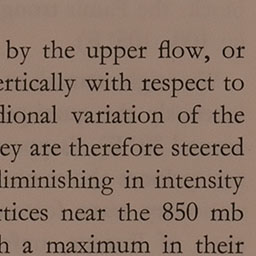 by the upper flow, or
ertically with respect to
dional variation of the
ey are therefore steered
diminishing in intensity
rtices near the 850 mb
h a maximum in their